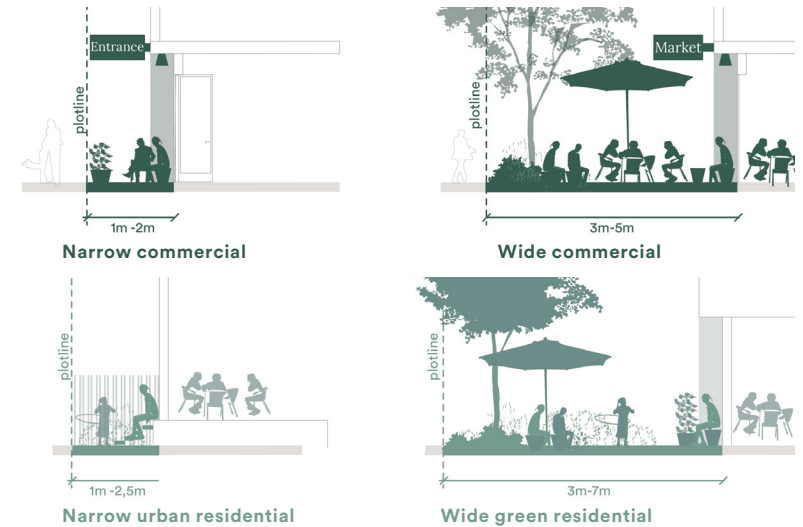 Entrance
plotline
1m -2m
Narrow commercial
Market
plotline
3m-5m
Wide commercial
plotline
1m -2,5m
Narrow urban residential
plotline
3m-7m
Wide green residential